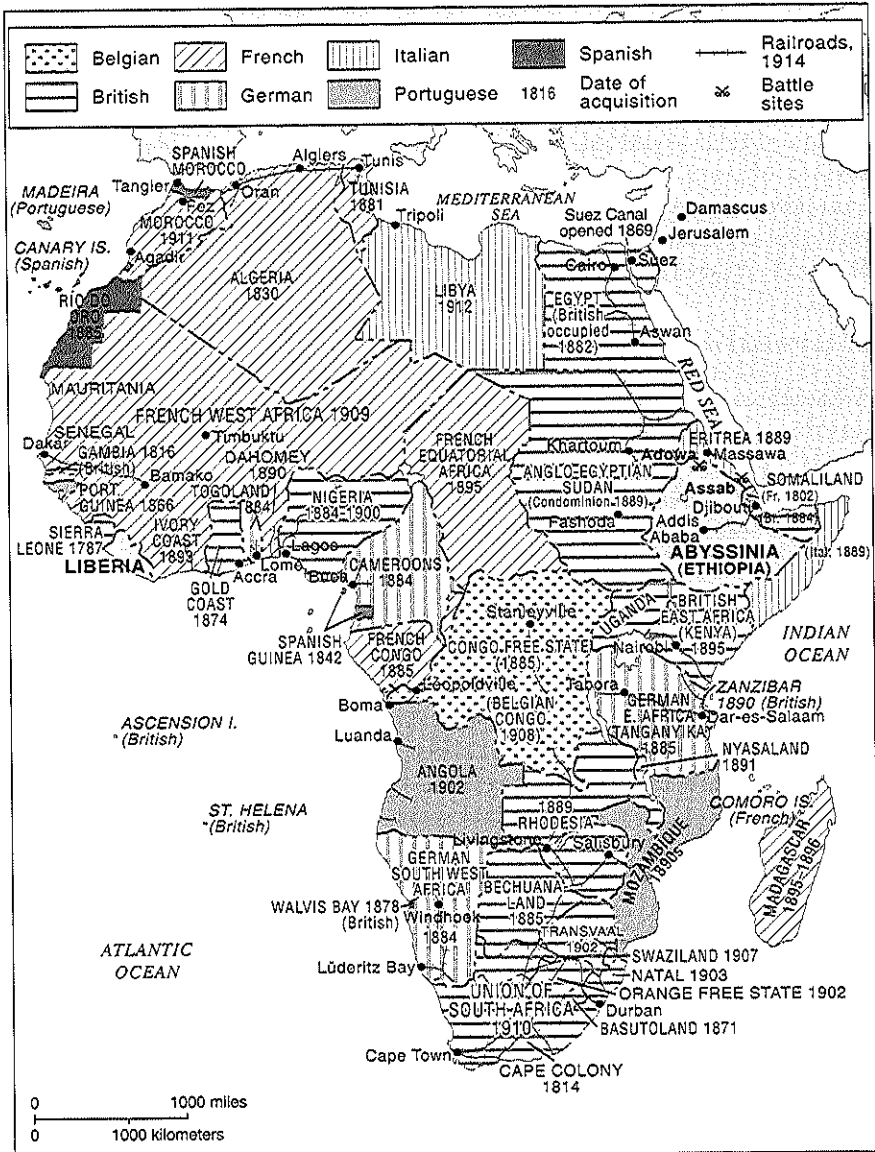 Belgian
French
Italian
Spanish
Railroads,
1914
British
German
Portuguese
1816
Date of
acquisition
Battle
sites
SPANISH
MOROCCO
Algiers
Tunis
Tangier
Oran
Fez
MADEIRA
(Portuguese)
MOROCCO
1911
TUNISIA
1881
MEDITERRANEAN
SEA
Tripoli
Suez Canal
opened 1869
Damascus
Jerusalem
CANARY IS.
(Spanish)
Agadir
Cairo
Suez
ALGERIA
1830
LIBYA
1912
EGYPT
(British
occupied
1882)
Aswan
RIO DO
ORO
1885
RED SEA
MAURITANIA
FRENCH WEST AFRICA 1909
SENEGAL
Dakar
Timbuktu
GAMBIA 1816
(British)
DAHOMEY
1890
Bamako
FRENCH
EQUATORIAL
AFRICA
1895
Khartoum
Adowa
ERITREA 1889
Massawa
ANGLO-EGYPTIAN
SUDAN
(Condominion 1889)
Assab
SOMALILAND
(Fr. 1802)
Djibouti
(Br. 1884)
PORT.
GUINEA 1866
TOGOLAND
1884
NIGERIA
1884-1900
Fashoda
Addis
Ababa
SIERRA
LEONE 1787
IVORY
COAST
1893
ABYSSINIA
(ETHIOPIA)
(Ital. 1889)
LIBERIA
Lagos
Lome
Accra
Buea
CAMEROONS
1884
GOLD
COAST
1874
Stanleyville
UGANDA
BRITISH
EAST AFRICA
(KENYA)
1895
INDIAN
OCEAN
SPANISH
GUINEA 1842
FRENCH
CONGO
1885
CONGO FREE STATE
(1885)
Nairobi
Leopoldville
Boma
(BELGIAN
CONGO
1908)
Tabora
GERMAN
E. AFRICA
(TANGANYIKA)
1885
ZANZIBAR
1890 (British)
Dar-es-Salaam
ASCENSION I.
(British)
Luanda
NYASALAND
1891
ANGOLA
1902
ST. HELENA
(British)
1889
RHODESIA
COMORO IS.
(French)
Livingstone
Salisbury
MOZAMBIQUE
1890s
MADAGASCAR
1895-1896
GERMAN
SOUTH WEST
AFRICA
BECHUANA-
LAND
1885
WALVIS BAY 1878
(British)
Windhoek
1884
TRANSVAAL
1902
ATLANTIC
OCEAN
SWAZILAND 1907
NATAL 1903
Lüderitz Bay
ORANGE FREE STATE 1902
UNION OF
SOUTH AFRICA
1910
Durban
BASUTOLAND 1871
Cape Town
CAPE COLONY
1814
0
1000 miles
0
1000 kilometers